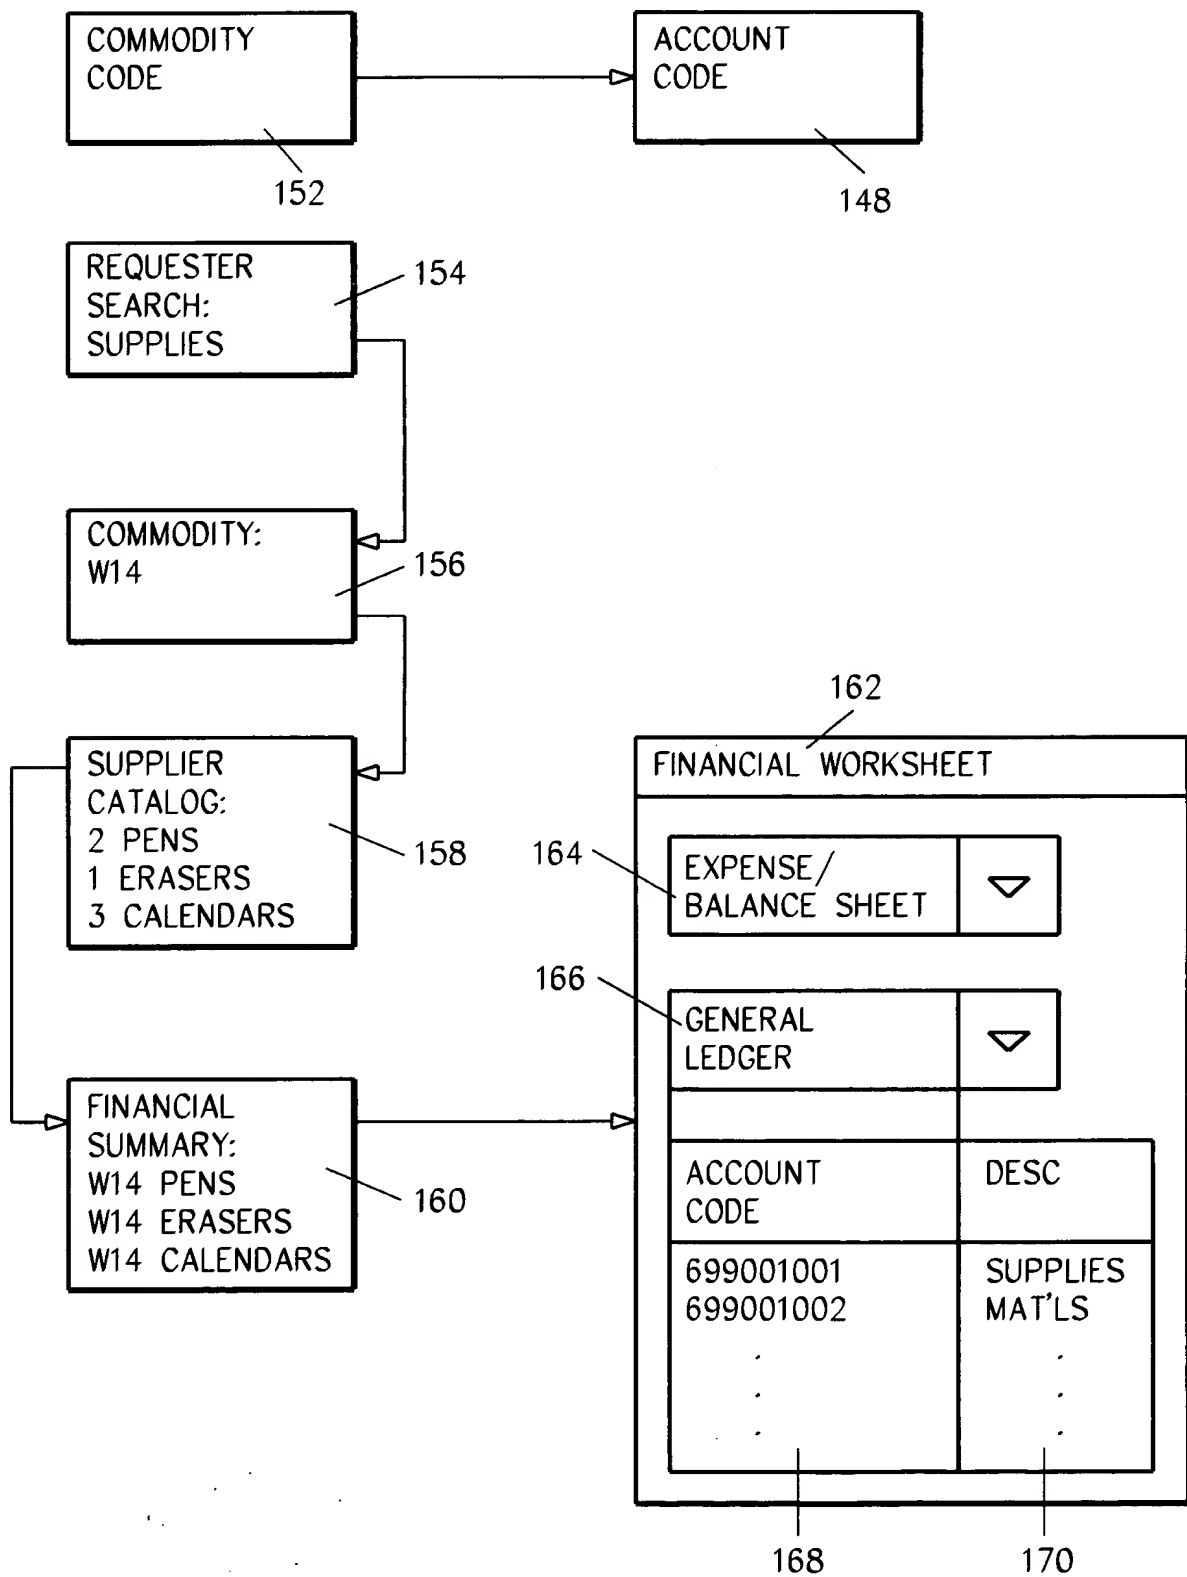 COMMODITY
CODE
152
ACCOUNT
CODE
148
REQUESTER
SEARCH:
SUPPLIES
154
COMMODITY:
W14
156
SUPPLIER
CATALOG:
2 PENS
1 ERASERS
3 CALENDARS
158
FINANCIAL
SUMMARY:
W14 PENS
W14 ERASERS
W14 CALENDARS
160
162
FINANCIAL WORKSHEET
164
EXPENSE/
BALANCE SHEET
166
GENERAL
LEDGER
ACCOUNT
CODE
DESC
699001001 SUPPLIES
699001002 MAT'LS
168 170